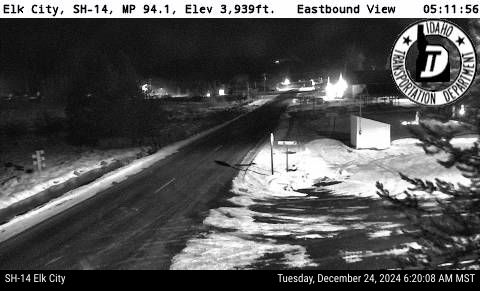 Elk City, SH-14, MP 94.1, Elev 3,939ft. Eastbound View 05:11:56
IDAHO
TRANSPORTATION DEPARTMENT
SH-14 Elk City Tuesday, December 24, 2024 6:20:08 AM MST